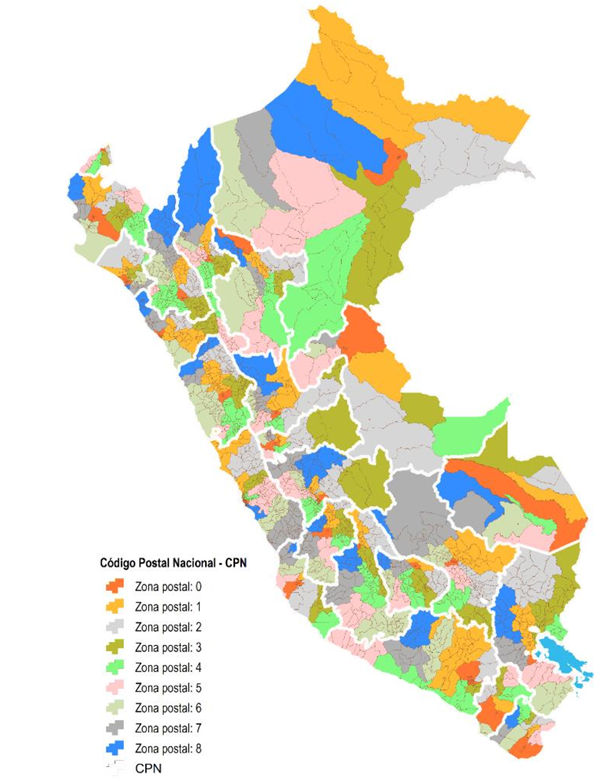 Código Postal Nacional - CPN
Zona postal: 0
Zona postal: 1
Zona postal: 2
Zona postal: 3
Zona postal: 4
Zona postal: 5
Zona postal: 6
Zona postal: 7
Zona postal: 8
CPN